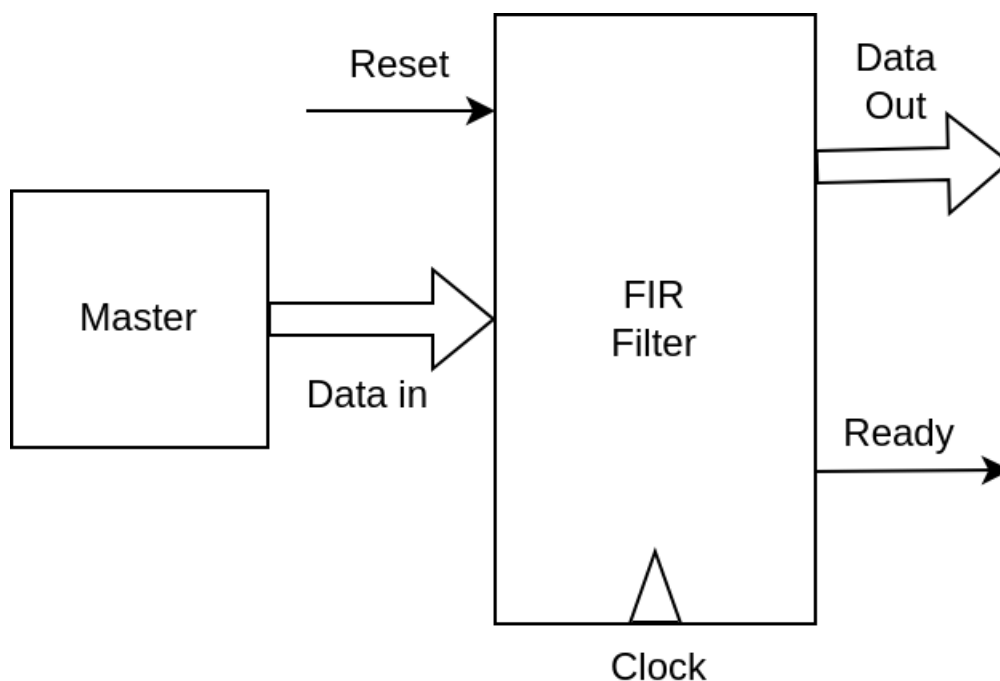 Reset
Data
Out
Master
FIR
Filter
Data in
Ready
Clock